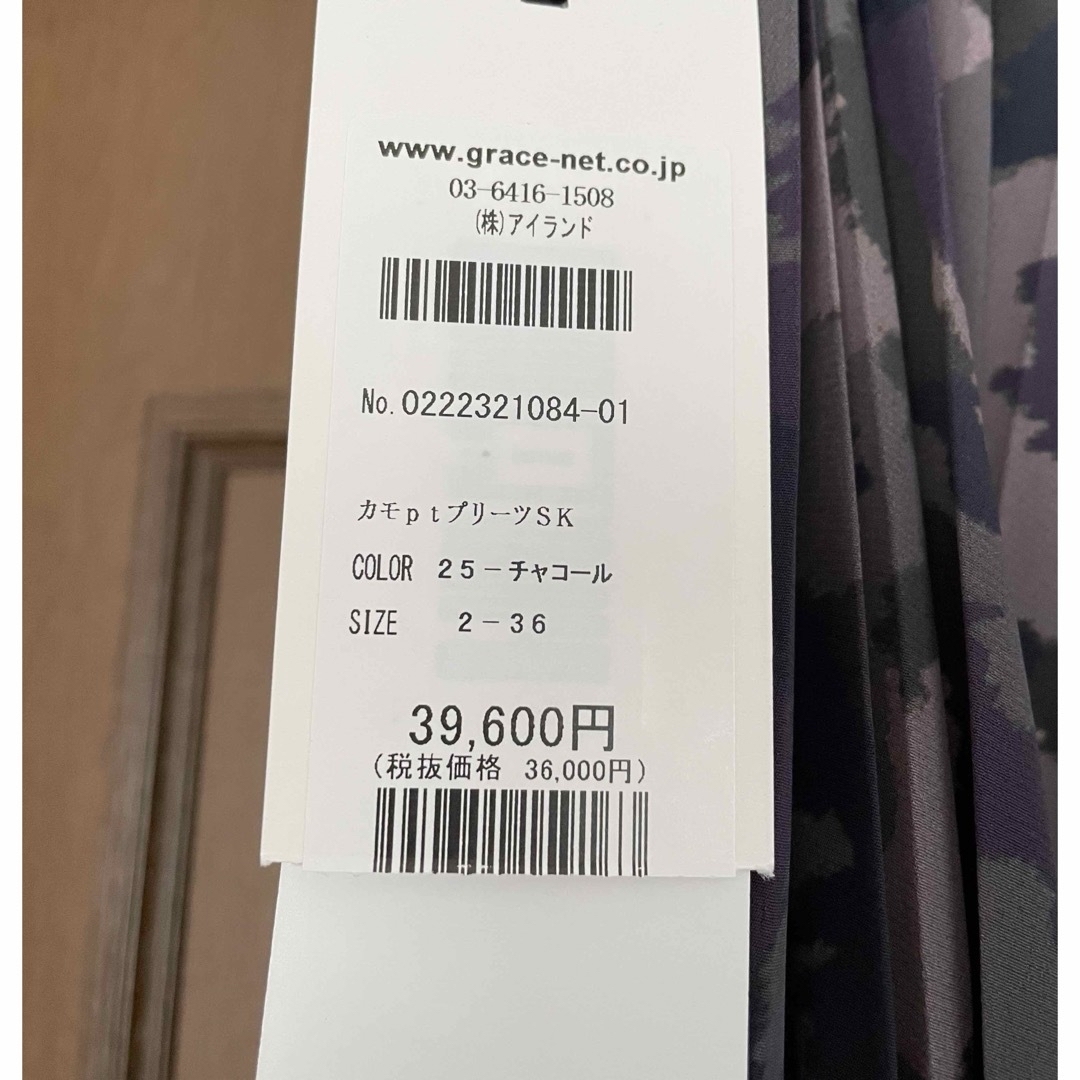 www.grace-net.co.jp
03-6416-1508
(株)アイランド
No.0222321084-01
カモptプリーツSK
COLOR 25-チャコール
SIZE 2-36
39,600円
(税抜価格 36,000円)